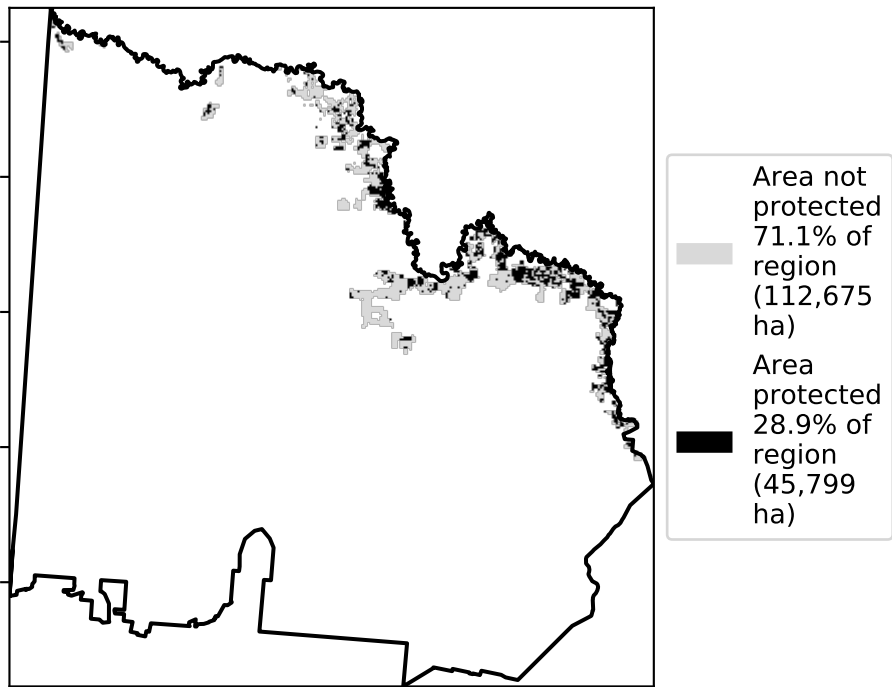 Area not
protected
71.1% of
region
(112,675
ha)
Area
protected
28.9% of
region
(45,799
ha)